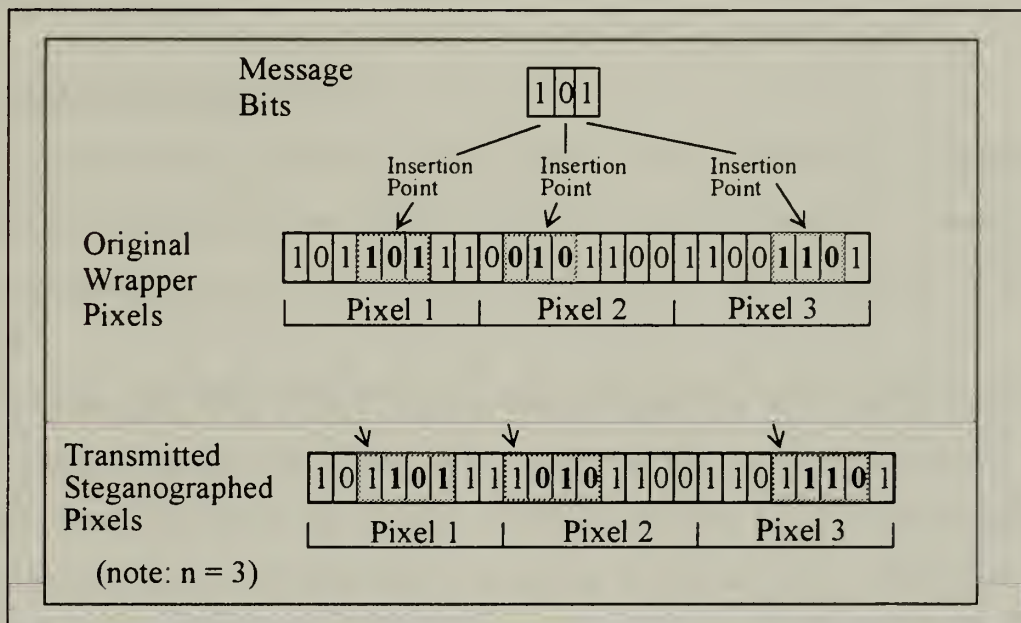 Message
Bits
1 0 1
Insertion
Point
Insertion
Point
Insertion
Point
Original
Wrapper
Pixels
1 0 1 1 0 1 1 1 0 0 1 0 1 1 0 0 1 1 0 0 1 1 0 1
Pixel 1 Pixel 2 Pixel 3
Transmitted
Steganographed
Pixels
1 0 1 1 0 1 1 1 1 0 1 0 1 1 0 0 1 1 0 1 1 1 0 1
Pixel 1 Pixel 2 Pixel 3
(note: n = 3)